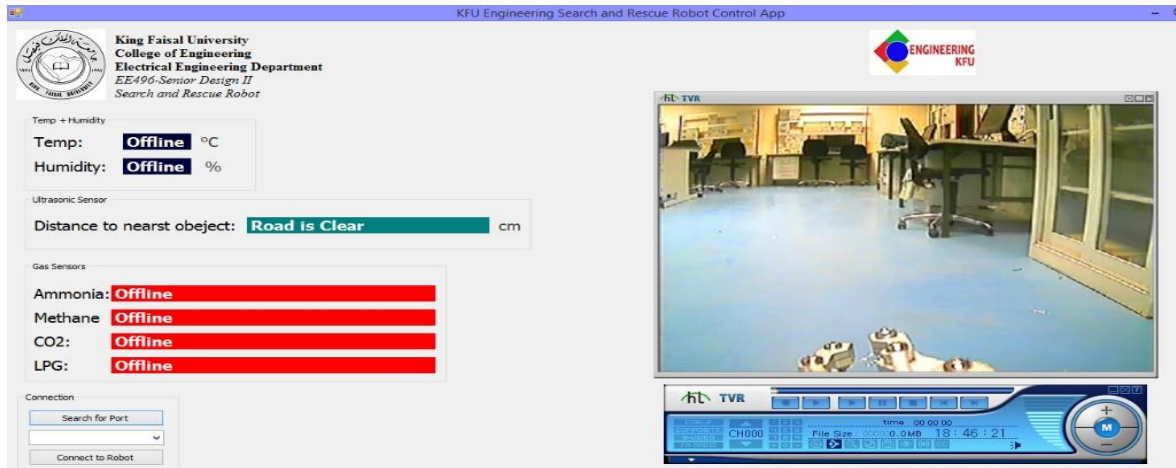 KFU Engineering Search and Rescue Robot Control App
King Faisal University
College of Engineering
Electrical Engineering Department
EE496-Senior Design II
Search and Rescue Robot
ENGINEERING
KFU
Temp + Humidity
Temp: Offline °C
Humidity: Offline %
Ultrasonic Sensor
Distance to nearst obeject: Road is Clear cm
Gas Sensors
Ammonia: Offline
Methane Offline
CO2: Offline
LPG: Offline
Connection
Search for Port
Connect to Robot
TVR
TVR
time 00:00:00
CH000
File Size 0.0MB 18:46:21
+
M